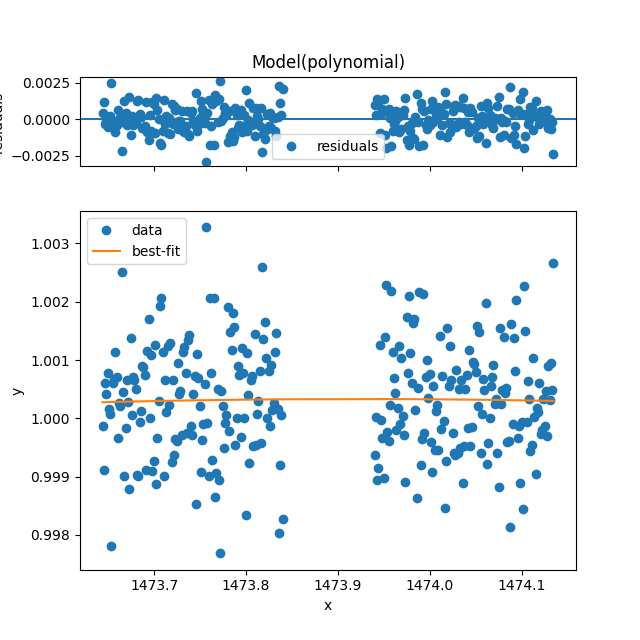 Model(polynomial)
0.0025
0.0000
−0.0025
residuals
residuals
1.003
1.002
1.001
1.000
0.999
0.998
y
data
best-fit
1473.7 1473.8 1473.9 1474.0 1474.1
x